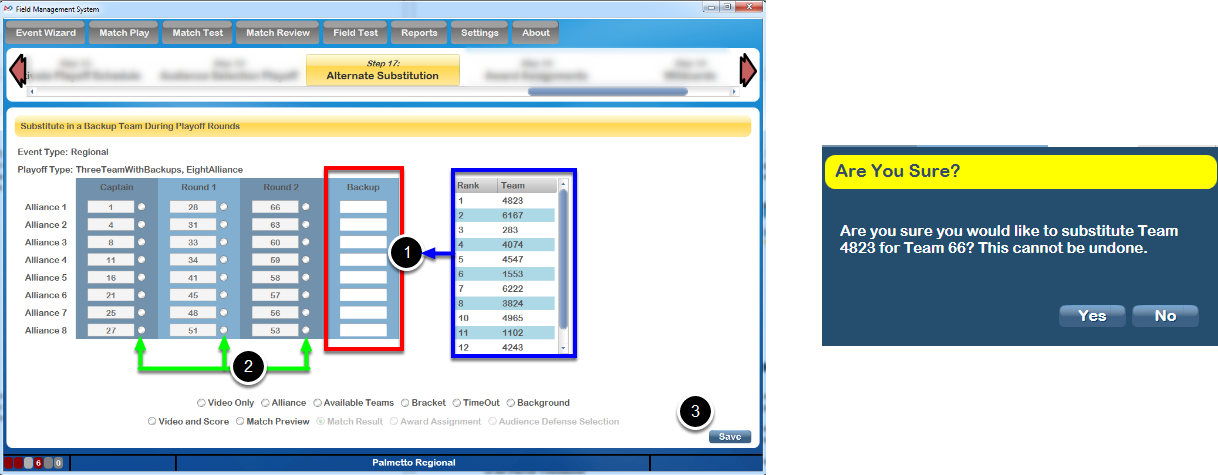 Field Management System
Event Wizard Match Play Match Test Match Review Field Test Reports Settings About
Step 17:
Playoff Schedule Audience Selection Playoff Alternate Substitution Award Assignments Wildcards
Substitute in a Backup Team During Playoff Rounds
Event Type: Regional
Playoff Type: ThreeTeamWithBackups, EightAlliance
Captain Round 1 Round 2 Backup
Alliance 1 1 28 66
Alliance 2 4 31 63
Alliance 3 8 33 60
Alliance 4 11 34 59
Alliance 5 16 41 58
Alliance 6 21 45 57
Alliance 7 25 48 56
Alliance 8 27 51 53
1
2
Rank Team
1 4823
2 6167
3 283
4 4074
5 4547
6 1553
7 6222
8 3824
10 4965
11 1102
12 4243
Video Only Alliance Available Teams Bracket TimeOut Background
Video and Score Match Preview Match Result Award Assignment Audience Defense Selection
3
Save
6 0
Palmetto Regional
Are You Sure?
Are you sure you would like to substitute Team
4823 for Team 66? This cannot be undone.
Yes No